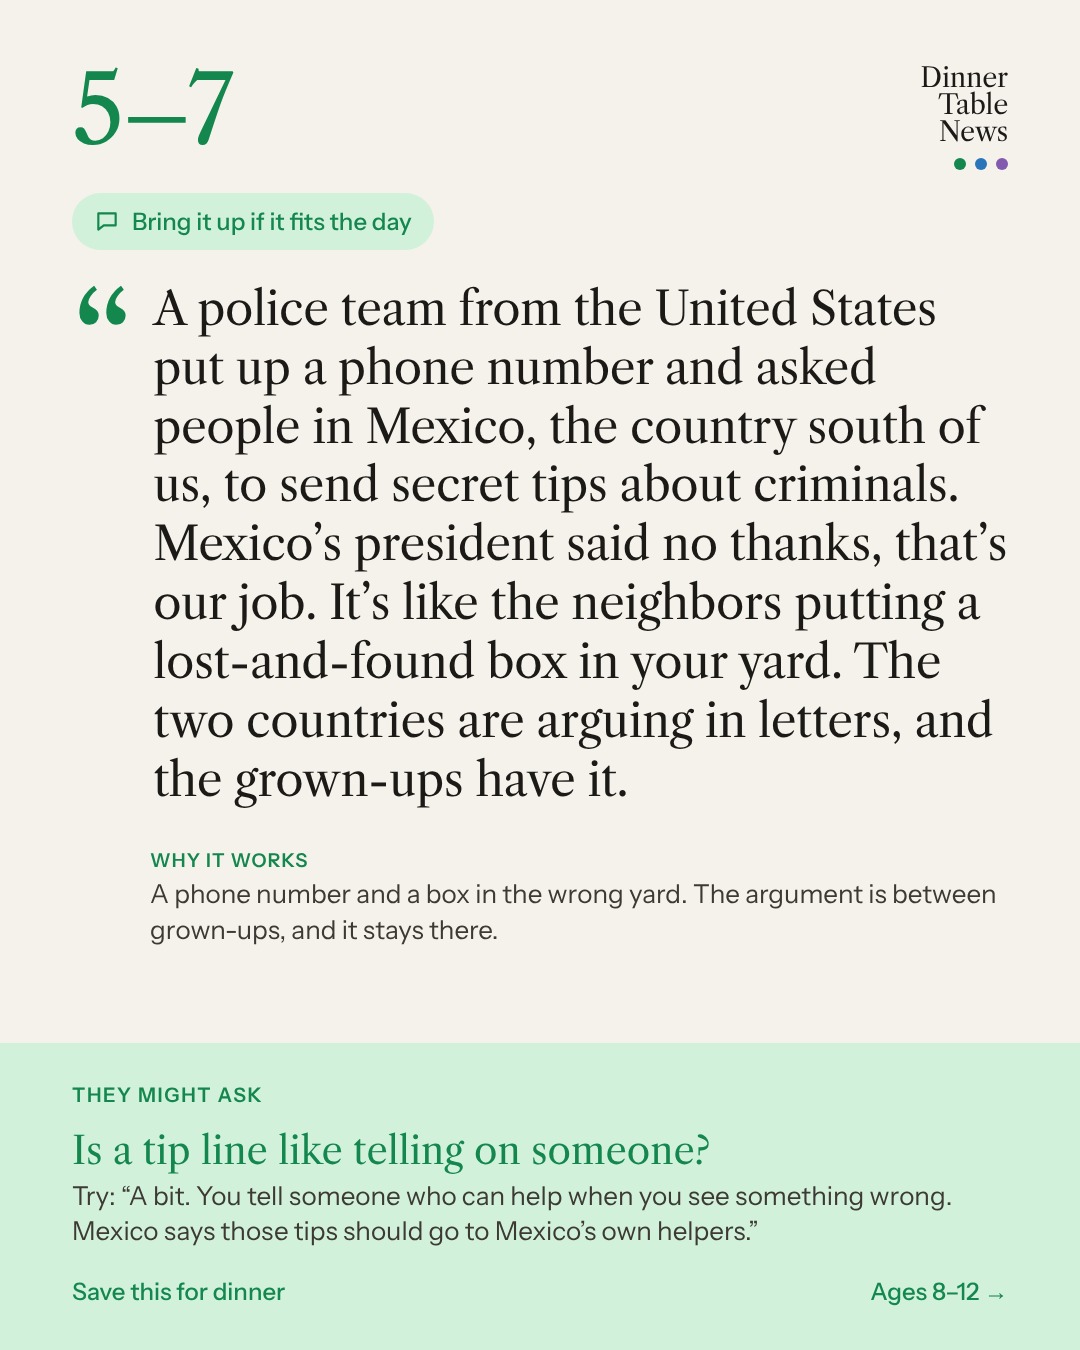 5–7
Dinner
Table
News
Bring it up if it fits the day
“A police team from the United States
put up a phone number and asked
people in Mexico, the country south of
us, to send secret tips about criminals.
Mexico’s president said no thanks, that’s
our job. It’s like the neighbors putting a
lost-and-found box in your yard. The
two countries are arguing in letters, and
the grown-ups have it.
WHY IT WORKS
A phone number and a box in the wrong yard. The argument is between
grown-ups, and it stays there.
THEY MIGHT ASK
Is a tip line like telling on someone?
Try: “A bit. You tell someone who can help when you see something wrong.
Mexico says those tips should go to Mexico’s own helpers.”
Save this for dinner
Ages 8–12 →